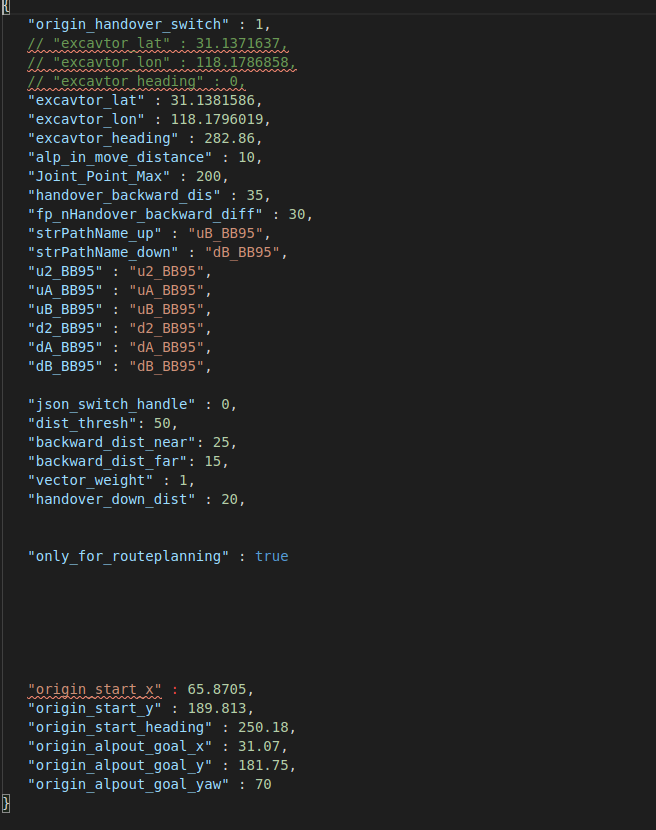 {
"origin_handover_switch" : 1,
// "excavtor_lat" : 31.1371637,
// "excavtor_lon" : 118.1786858,
// "excavtor_heading" : 0,
"excavtor_lat" : 31.1381586,
"excavtor_lon" : 118.1796019,
"excavtor_heading" : 282.86,
"alp_in_move_distance" : 10,
"Joint_Point_Max" : 200,
"handover_backward_dis" : 35,
"fp_nHandover_backward_diff" : 30,
"strPathName_up" : "uB_BB95",
"strPathName_down" : "dB_BB95",
"u2_BB95" : "u2_BB95",
"uA_BB95" : "uA_BB95",
"uB_BB95" : "uB_BB95",
"d2_BB95" : "d2_BB95",
"dA_BB95" : "dA_BB95",
"dB_BB95" : "dB_BB95",
"json_switch_handle" : 0,
"dist_thresh": 50,
"backward_dist_near": 25,
"backward_dist_far": 15,
"vector_weight" : 1,
"handover_down_dist" : 20,
"only_for_routeplanning" : true
"origin_start_x" : 65.8705,
"origin_start_y" : 189.813,
"origin_start_heading" : 250.18,
"origin_alpout_goal_x" : 31.07,
"origin_alpout_goal_y" : 181.75,
"origin_alpout_goal_yaw" : 70
}